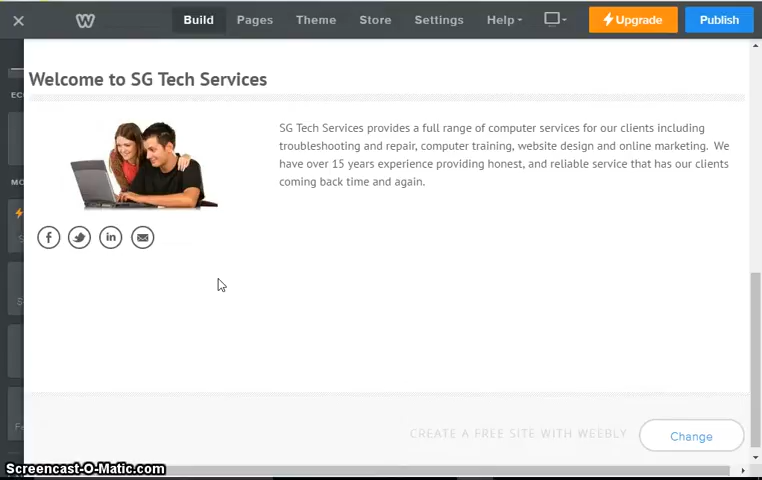 Build Pages Theme Store Settings Help Upgrade Publish
Welcome to SG Tech Services
SG Tech Services provides a full range of computer services for our clients including
troubleshooting and repair, computer training, website design and online marketing. We
have over 15 years experience providing honest, and reliable service that has our clients
coming back time and again.
CREATE A FREE SITE WITH WEEBLY
Change
Screencast-O-Matic.com